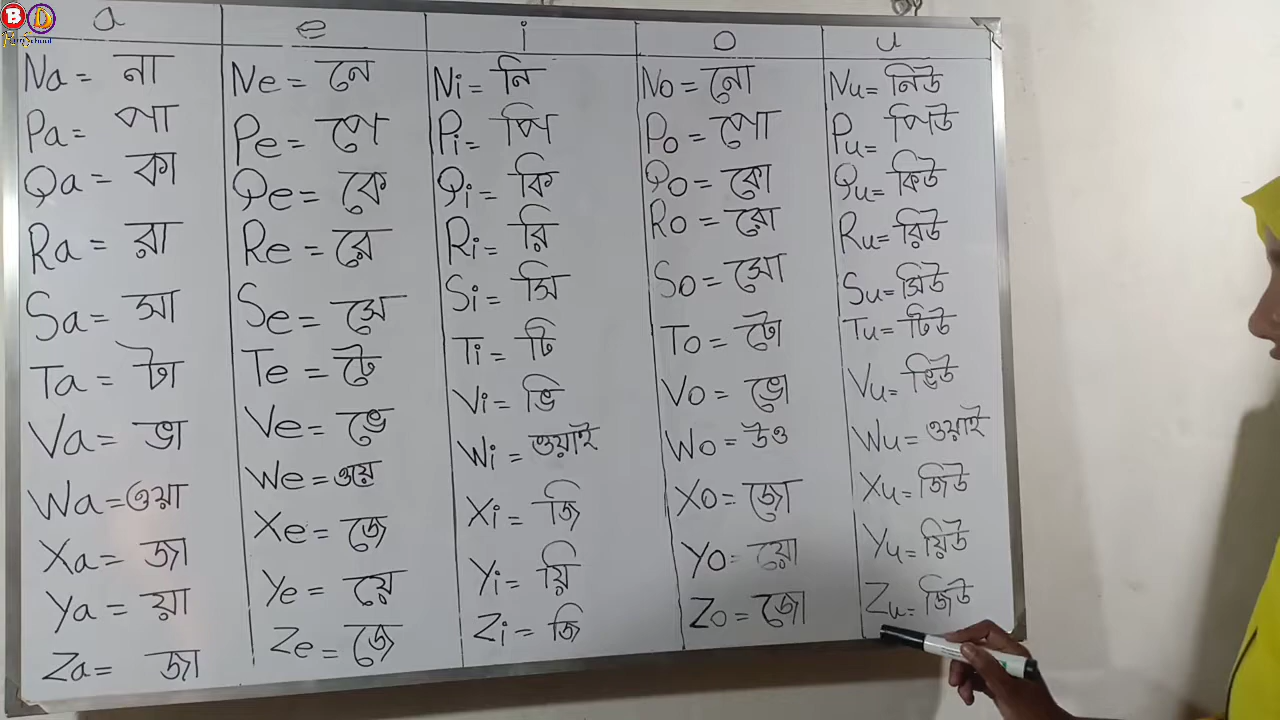 B D
a e i o u
Na = না Ne = নে Ni = নি No = নো Nu = নিউ
Pa = পা Pe = পে Pi = পি Po = পো Pu = পিউ
Qa = কা Qe = কে Qi = কি Qo = কো Qu = কিউ
Ra = রা Re = রে Ri = রি Ro = রো Ru = রিউ
Sa = সা Se = সে Si = সি So = সো Su = সিউ
Ta = টা Te = টে Ti = টি To = টো Tu = টিউ
Va = ভা Ve = ভে Vi = ভি Vo = ভো Vu = ভিউ
Wa = ওয়া We = ওয়ে Wi = ওয়াই Wo = উও Wu = ওয়াই
Xa = জা Xe = জে Xi = জি Xo = জো Xu = জিউ
Ya = য়া Ye = য়ে Yi = য়ি Yo = য়ো Yu = য়িউ
Za = জা Ze = জে Zi = জি Zo = জো Zu = জিউ